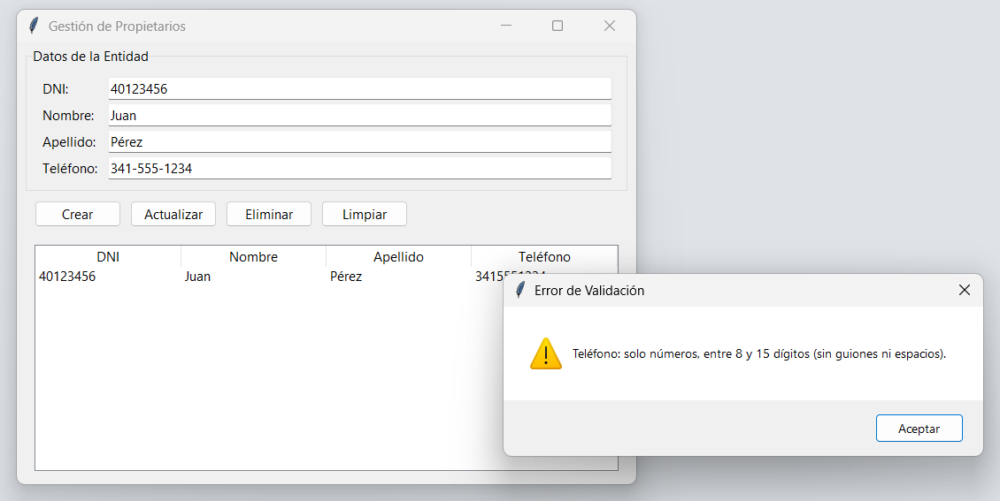 Gestión de Propietarios
Datos de la Entidad
DNI: 40123456
Nombre: Juan
Apellido: Pérez
Teléfono: 341-555-1234
Crear Actualizar Eliminar Limpiar
DNI Nombre Apellido Teléfono
40123456 Juan Pérez
Error de Validación
Teléfono: solo números, entre 8 y 15 dígitos (sin guiones ni espacios).
Aceptar